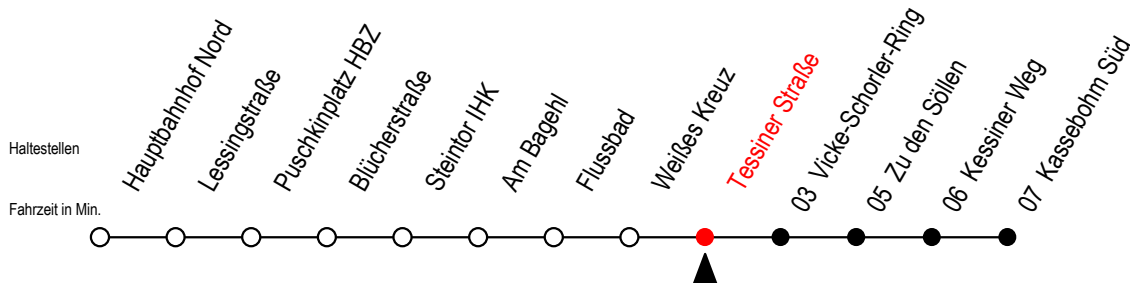 Haltestellen
Fahrzeit in Min.
Hauptbahnhof Nord
Lessingstraße
Puschkinplatz HBZ
Blücherstraße
Steintor IHK
Am Bagehl
Flussbad
Weißes Kreuz
Tessiner Straße
03 Vicke-Schorler-Ring
05 Zu den Söllen
06 Kessiner Weg
07 Kassebohm Süd